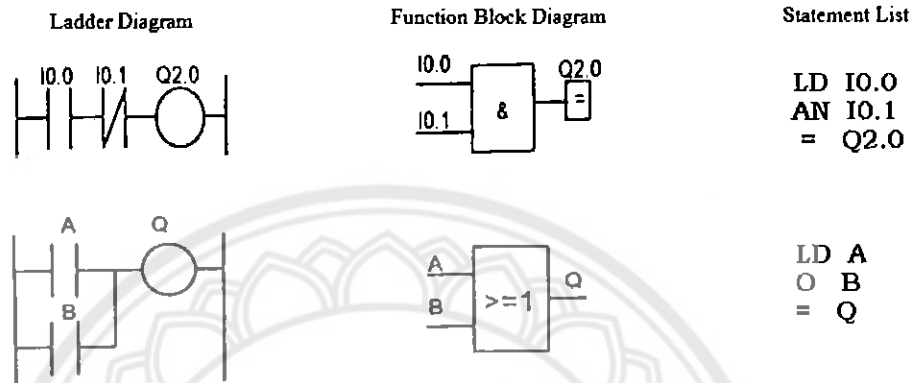 Ladder Diagram
Function Block Diagram
Statement List
I0.0 I0.1 Q2.0
I0.0
I0.1
&
Q2.0
=
LD I0.0
AN I0.1
= Q2.0
A
Q
B
A
B
>=1
Q
LD A
O B
= Q